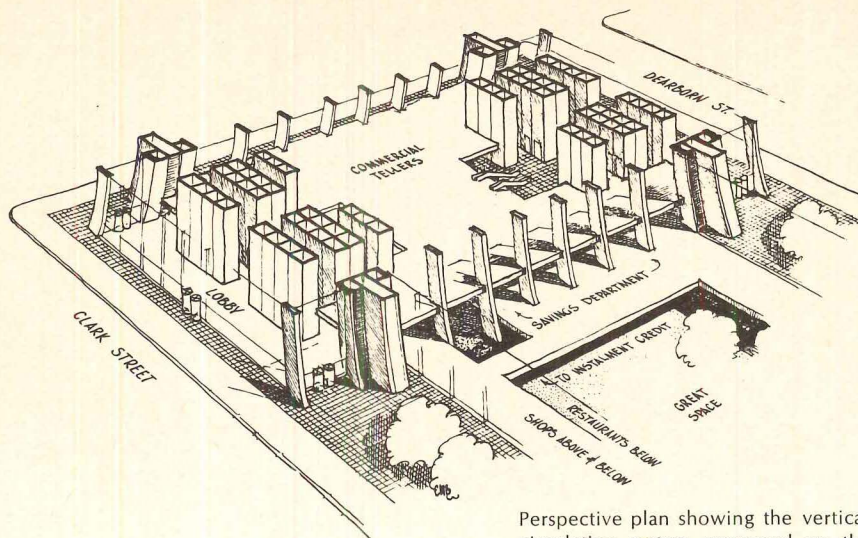 DEARBORN ST.
COMMERCIAL
TELLERS
LOBBY
CLARK STREET
SAVINGS DEPARTMENT
TO INSTALMENT CREDIT
RESTAURANTS BELOW
SHOPS ABOVE & BELOW
GREAT
SPACE
CMB
Perspective plan showing the vertica